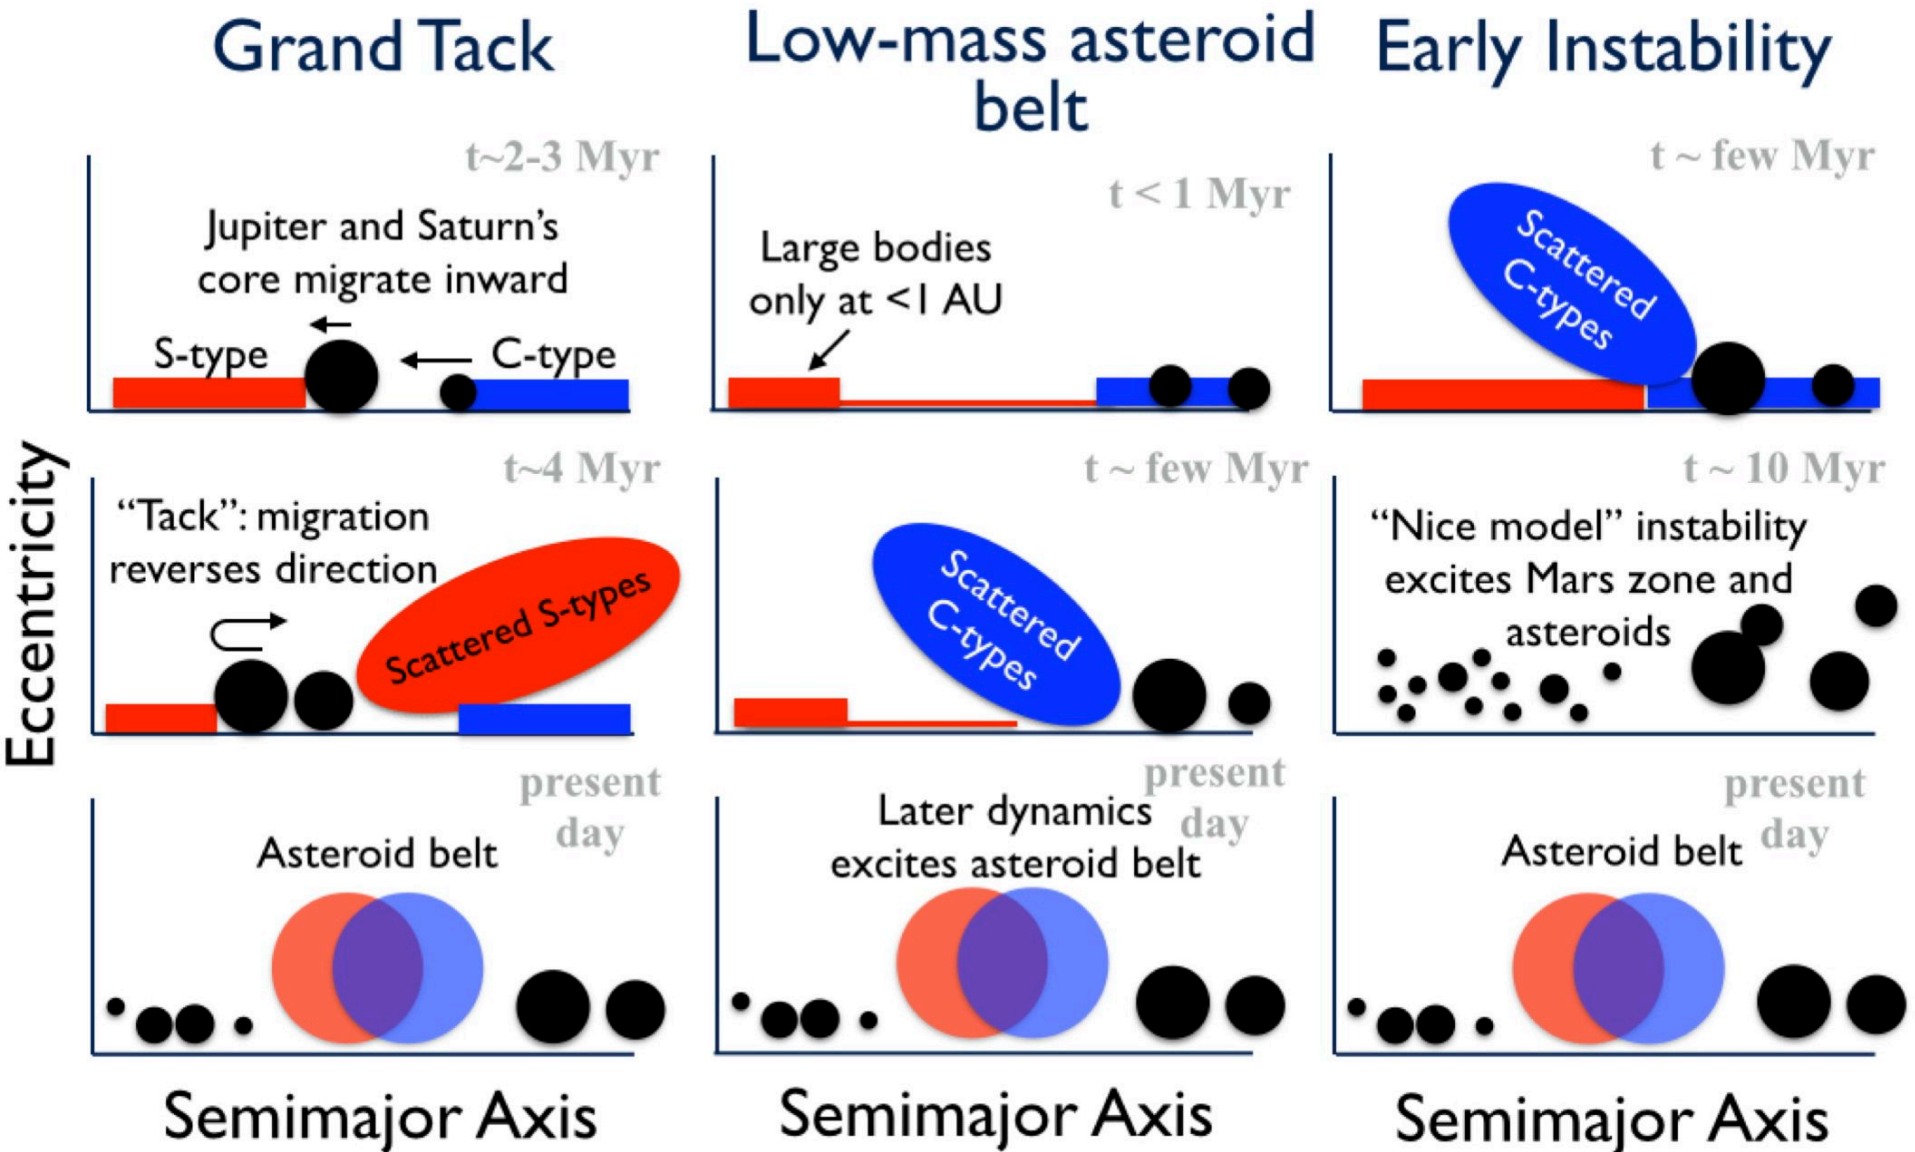 Grand Tack
t~2-3 Myr
Jupiter and Saturn's
core migrate inward
S-type
C-type
t~4 Myr
“Tack”: migration
reverses direction
Scattered S-types
present
day
Asteroid belt
Semimajor Axis
Low-mass asteroid
belt
t < 1 Myr
Large bodies
only at <1 AU
t ~ few Myr
Scattered
C-types
present
day
Later dynamics
excites asteroid belt
Semimajor Axis
Early Instability
t ~ few Myr
Scattered
C-types
t ~ 10 Myr
“Nice model” instability
excites Mars zone and
asteroids
present
day
Asteroid belt
Semimajor Axis
Eccentricity